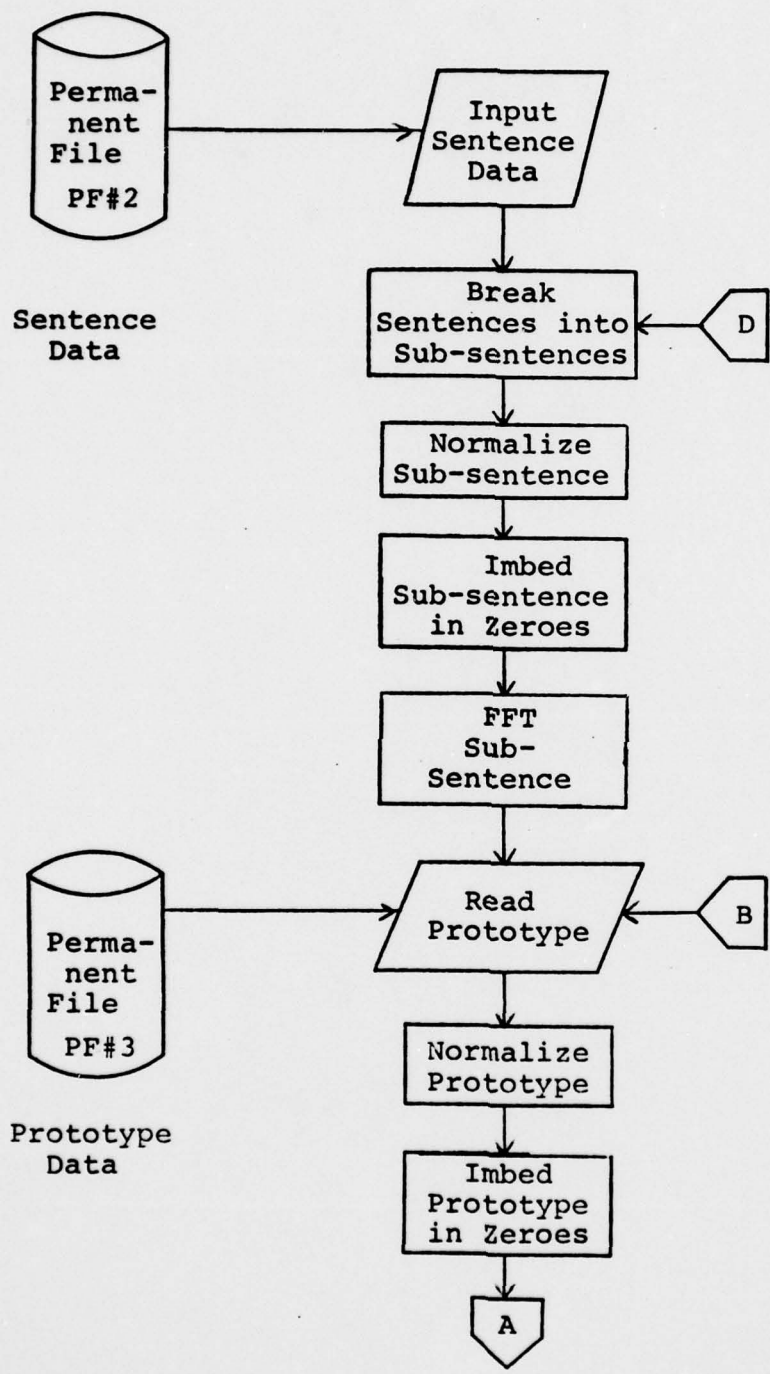 Perma-
nent
File
PF#2
Input
Sentence
Data
Sentence
Data
Break
Sentences into
Sub-sentences
D
Normalize
Sub-sentence
Imbed
Sub-sentence
in Zeroes
FFT
Sub-
Sentence
Perma-
nent
File
PF#3
Read
Prototype
B
Normalize
Prototype
Prototype
Data
Imbed
Prototype
in Zeroes
A